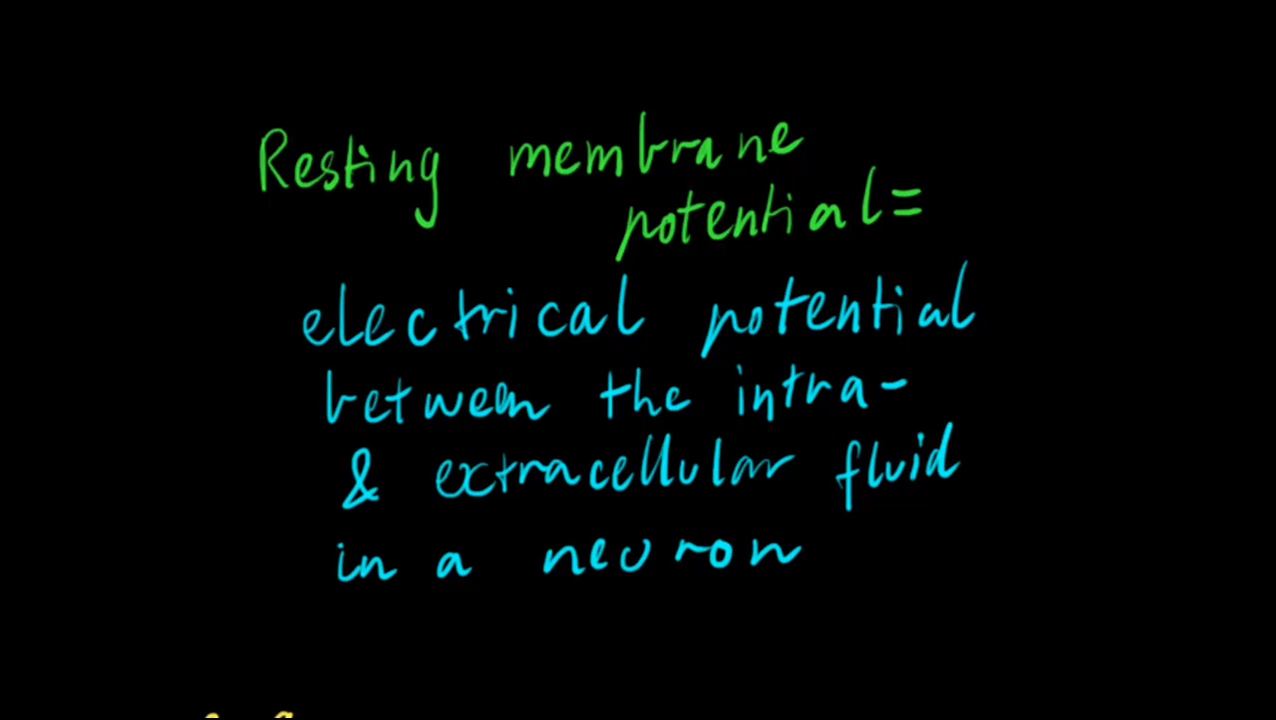 Resting membrane
potential=
electrical potential
between the intra-
& extracellular fluid
in a neuron